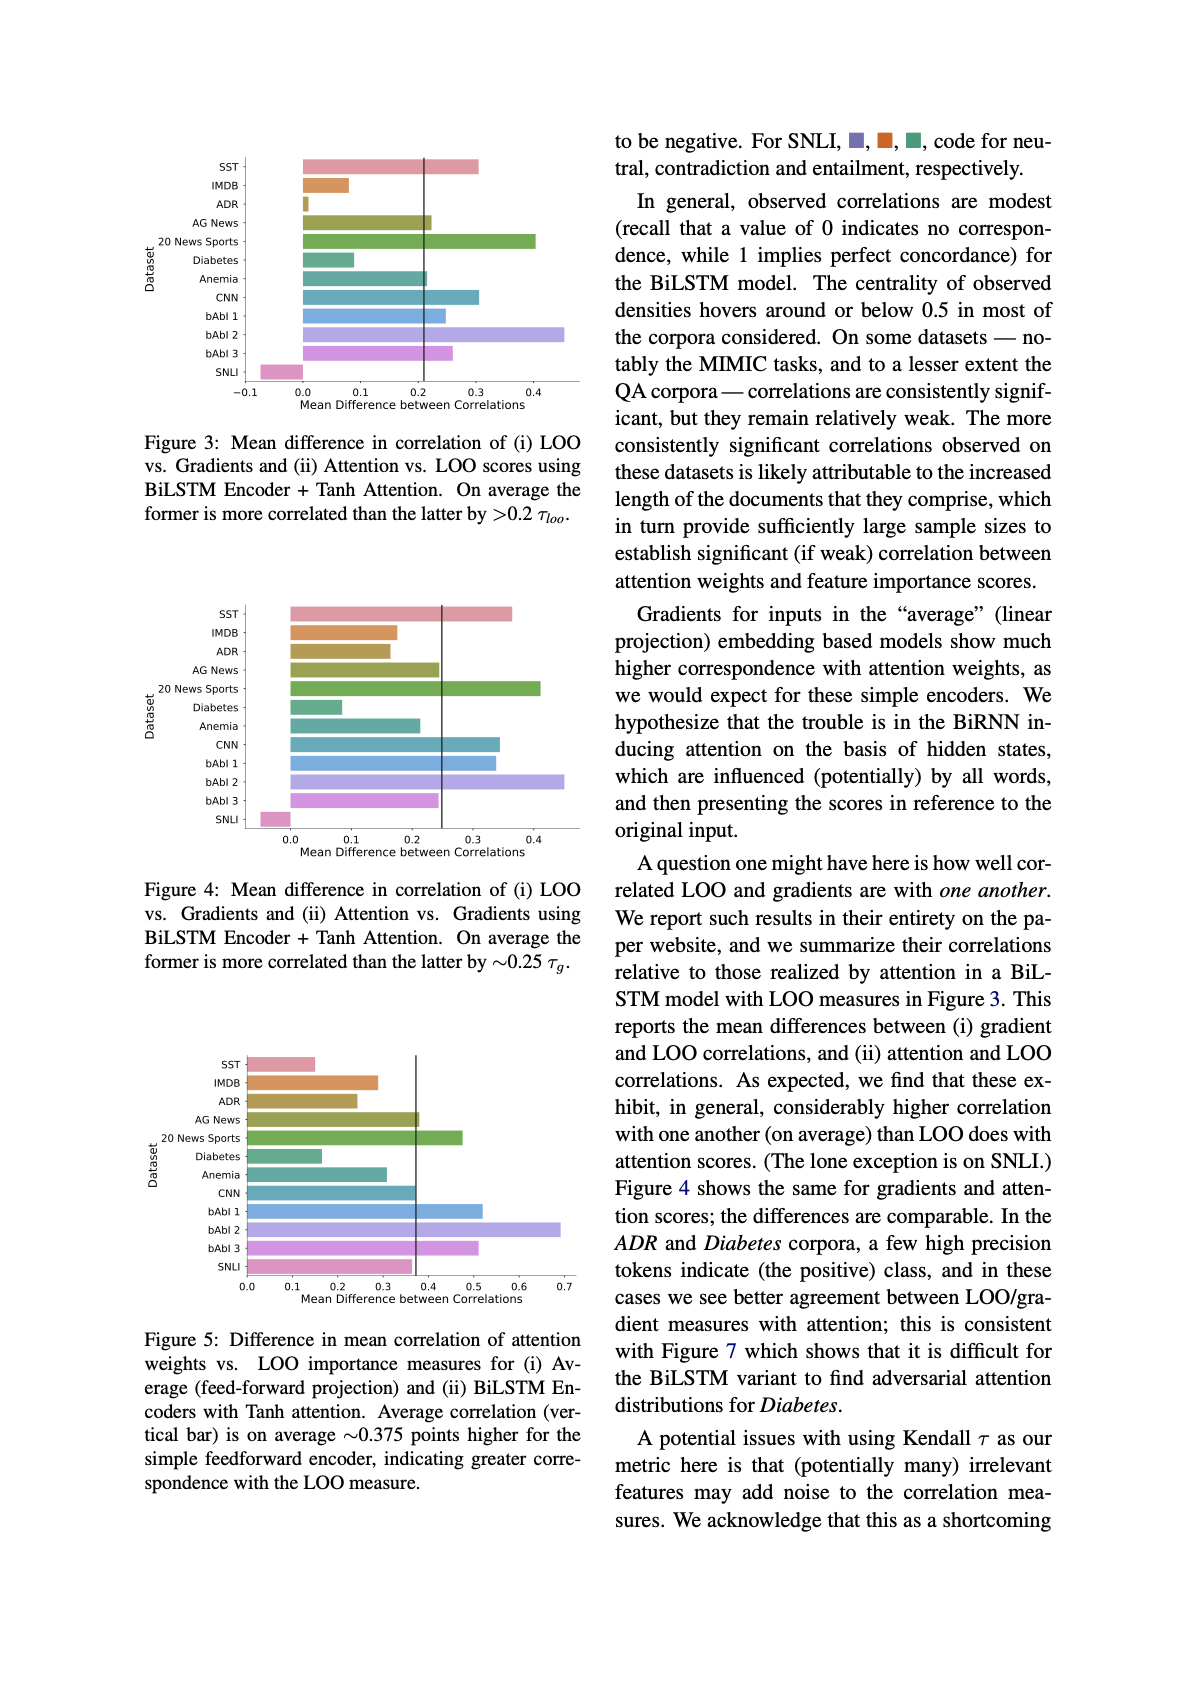 SST
IMDB
ADR
AG News
20 News Sports
Diabetes
Anemia
CNN
bAbI 1
bAbI 2
bAbI 3
SNLI
Dataset
−0.1 0.0 0.1 0.2 0.3 0.4
Mean Difference between Correlations
Figure 3: Mean difference in correlation of (i) LOO
vs. Gradients and (ii) Attention vs. LOO scores using
BiLSTM Encoder + Tanh Attention. On average the
former is more correlated than the latter by >0.2 τloo.
SST
IMDB
ADR
AG News
20 News Sports
Diabetes
Anemia
CNN
bAbI 1
bAbI 2
bAbI 3
SNLI
Dataset
0.0 0.1 0.2 0.3 0.4
Mean Difference between Correlations
Figure 4: Mean difference in correlation of (i) LOO
vs. Gradients and (ii) Attention vs. Gradients using
BiLSTM Encoder + Tanh Attention. On average the
former is more correlated than the latter by ∼0.25 τg.
SST
IMDB
ADR
AG News
20 News Sports
Diabetes
Anemia
CNN
bAbI 1
bAbI 2
bAbI 3
SNLI
Dataset
0.0 0.1 0.2 0.3 0.4 0.5 0.6 0.7
Mean Difference between Correlations
Figure 5: Difference in mean correlation of attention
weights vs. LOO importance measures for (i) Av-
erage (feed-forward projection) and (ii) BiLSTM En-
coders with Tanh attention. Average correlation (ver-
tical bar) is on average ∼0.375 points higher for the
simple feedforward encoder, indicating greater corre-
spondence with the LOO measure.
to be negative. For SNLI, ■, ■, ■, code for neu-
tral, contradiction and entailment, respectively.
In general, observed correlations are modest
(recall that a value of 0 indicates no correspon-
dence, while 1 implies perfect concordance) for
the BiLSTM model. The centrality of observed
densities hovers around or below 0.5 in most of
the corpora considered. On some datasets — no-
tably the MIMIC tasks, and to a lesser extent the
QA corpora — correlations are consistently signif-
icant, but they remain relatively weak. The more
consistently significant correlations observed on
these datasets is likely attributable to the increased
length of the documents that they comprise, which
in turn provide sufficiently large sample sizes to
establish significant (if weak) correlation between
attention weights and feature importance scores.
Gradients for inputs in the “average” (linear
projection) embedding based models show much
higher correspondence with attention weights, as
we would expect for these simple encoders. We
hypothesize that the trouble is in the BiRNN in-
ducing attention on the basis of hidden states,
which are influenced (potentially) by all words,
and then presenting the scores in reference to the
original input.
A question one might have here is how well cor-
related LOO and gradients are with one another.
We report such results in their entirety on the pa-
per website, and we summarize their correlations
relative to those realized by attention in a BiL-
STM model with LOO measures in Figure 3. This
reports the mean differences between (i) gradient
and LOO correlations, and (ii) attention and LOO
correlations. As expected, we find that these ex-
hibit, in general, considerably higher correlation
with one another (on average) than LOO does with
attention scores. (The lone exception is on SNLI.)
Figure 4 shows the same for gradients and atten-
tion scores; the differences are comparable. In the
ADR and Diabetes corpora, a few high precision
tokens indicate (the positive) class, and in these
cases we see better agreement between LOO/gra-
dient measures with attention; this is consistent
with Figure 7 which shows that it is difficult for
the BiLSTM variant to find adversarial attention
distributions for Diabetes.
A potential issues with using Kendall τ as our
metric here is that (potentially many) irrelevant
features may add noise to the correlation mea-
sures. We acknowledge that this as a shortcoming